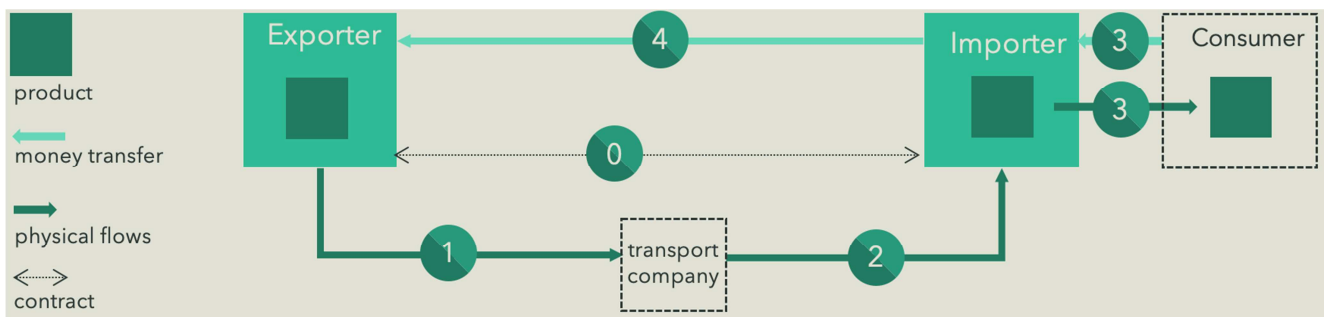 product
money transfer
physical flows
contract
Exporter
4
Importer
3
Consumer
3
0
1
transport
company
2